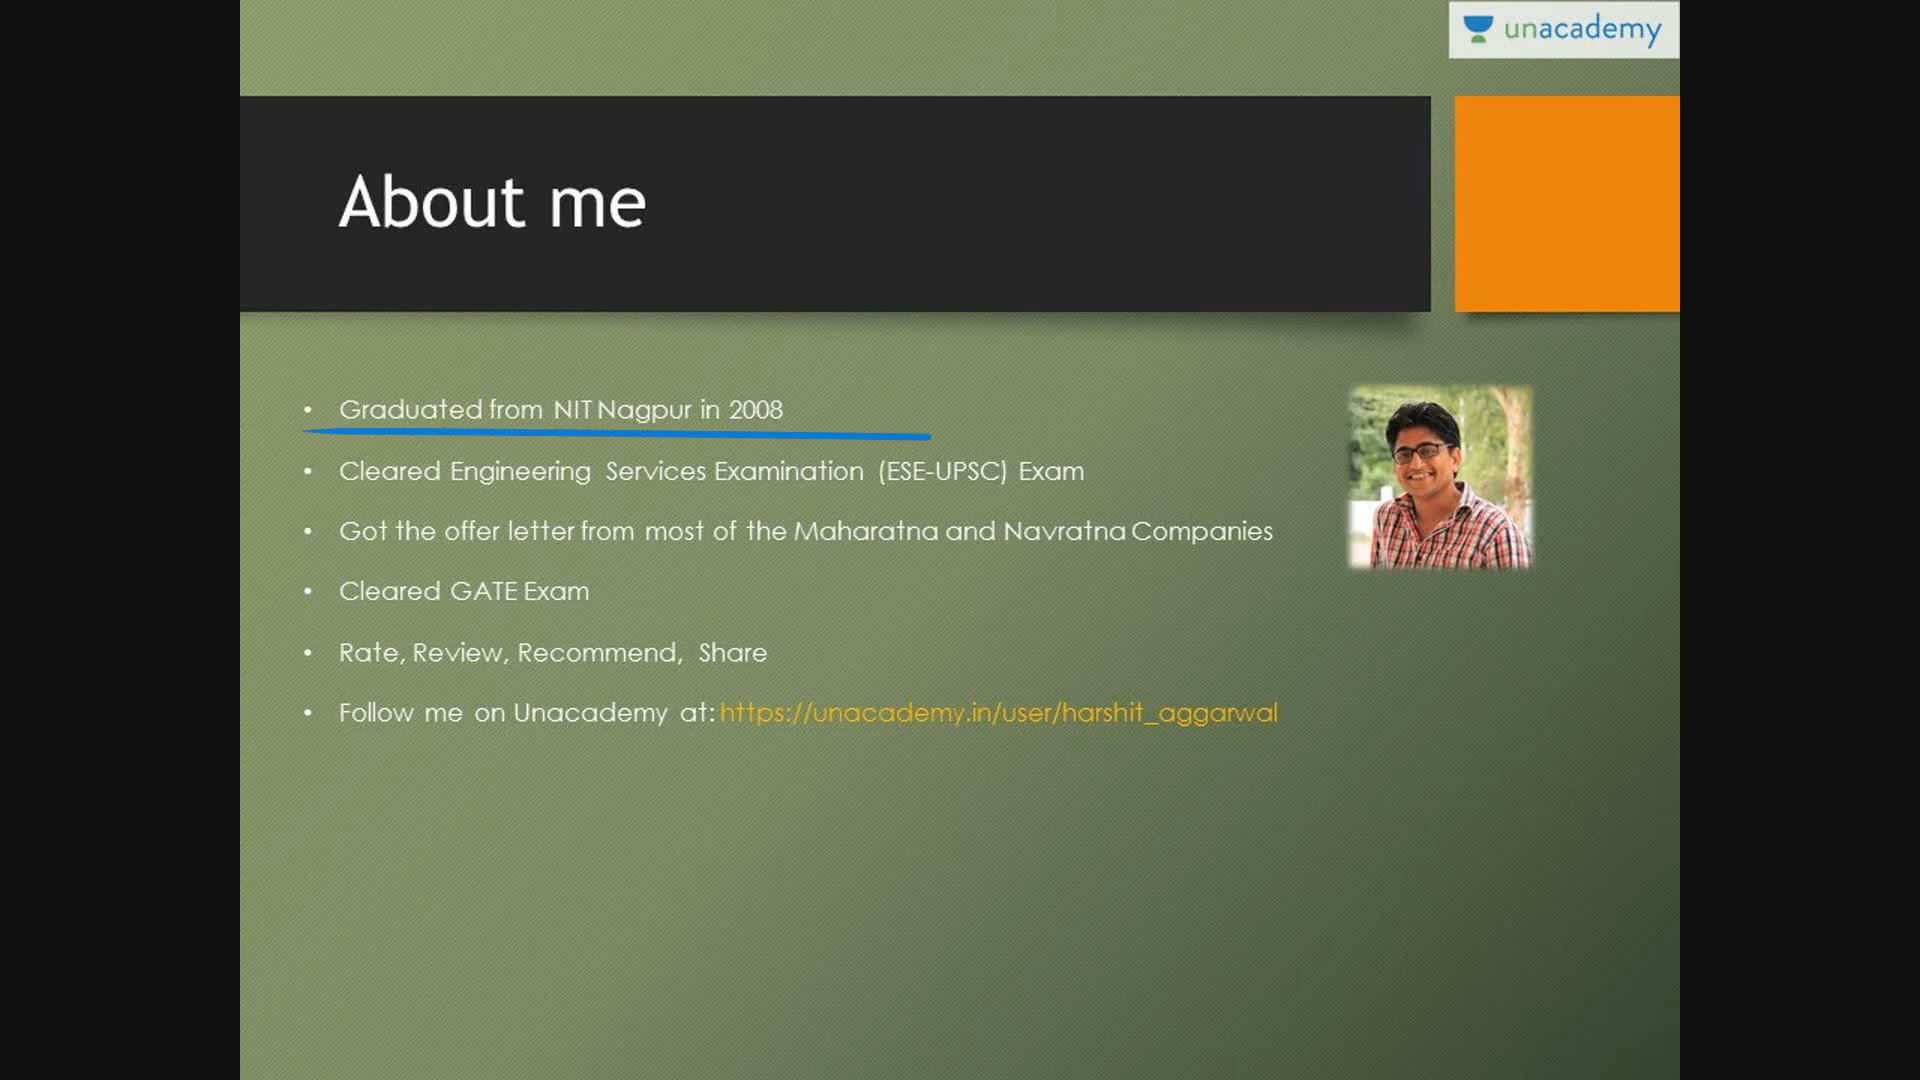 unacademy
About me
• Graduated from NIT Nagpur in 2008
• Cleared Engineering Services Examination (ESE-UPSC) Exam
• Got the offer letter from most of the Maharatna and Navratna Companies
• Cleared GATE Exam
• Rate, Review, Recommend, Share
• Follow me on Unacademy at: https://unacademy.in/user/harshit_aggarwal